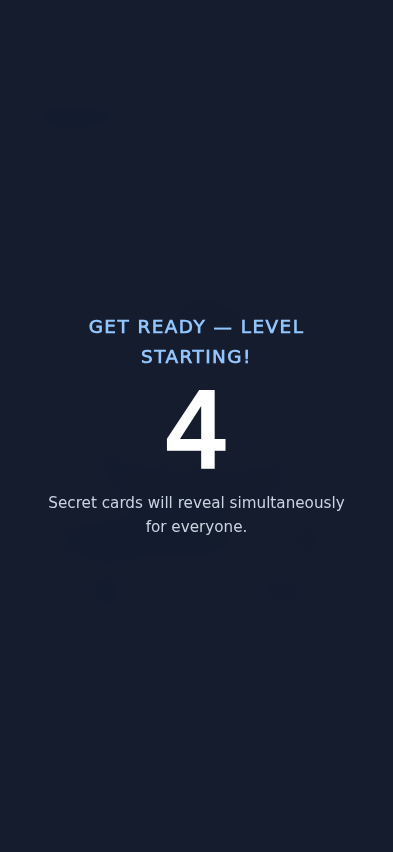 GET READY — LEVEL
STARTING!
4
Secret cards will reveal simultaneously
for everyone.